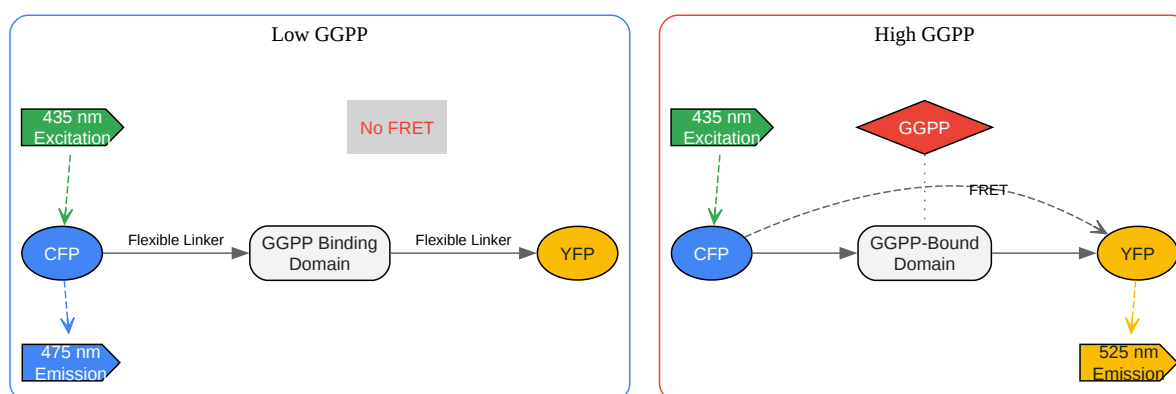 Low GGPP
435 nm
Excitation
No FRET
CFP
Flexible Linker
GGPP Binding
Domain
Flexible Linker
YFP
475 nm
Emission
High GGPP
435 nm
Excitation
GGPP
FRET
CFP
GGPP-Bound
Domain
YFP
525 nm
Emission